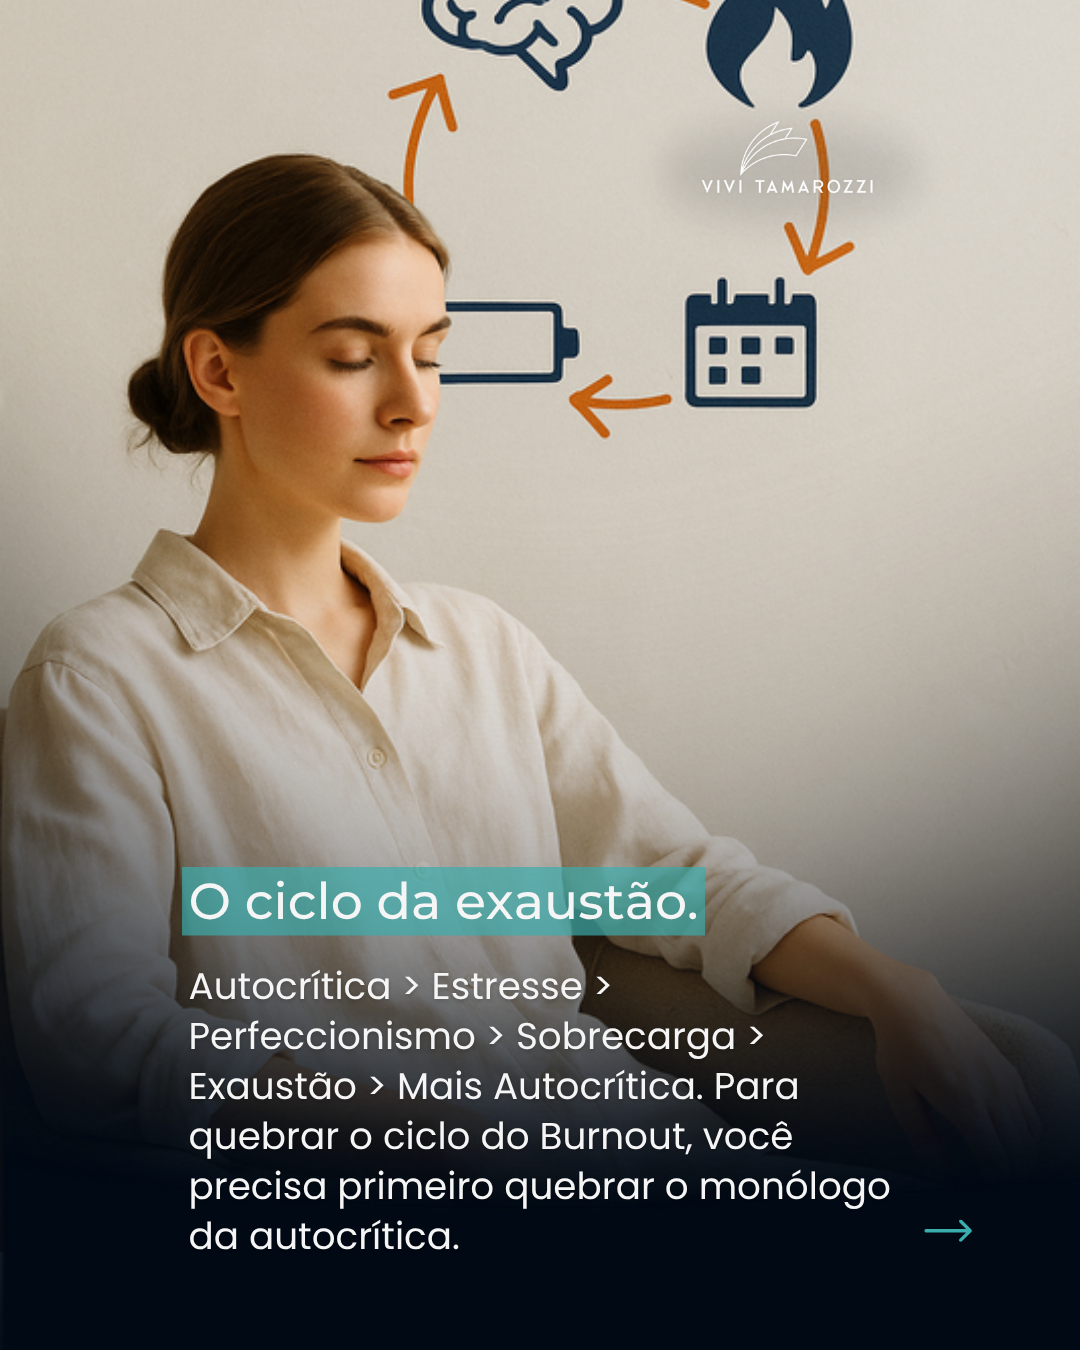 VIVI TAMAROZZI
O ciclo da exaustão.
Autocrítica > Estresse >
Perfeccionismo > Sobrecarga >
Exaustão > Mais Autocrítica. Para
quebrar o ciclo do Burnout, você
precisa primeiro quebrar o monólogo
da autocrítica.